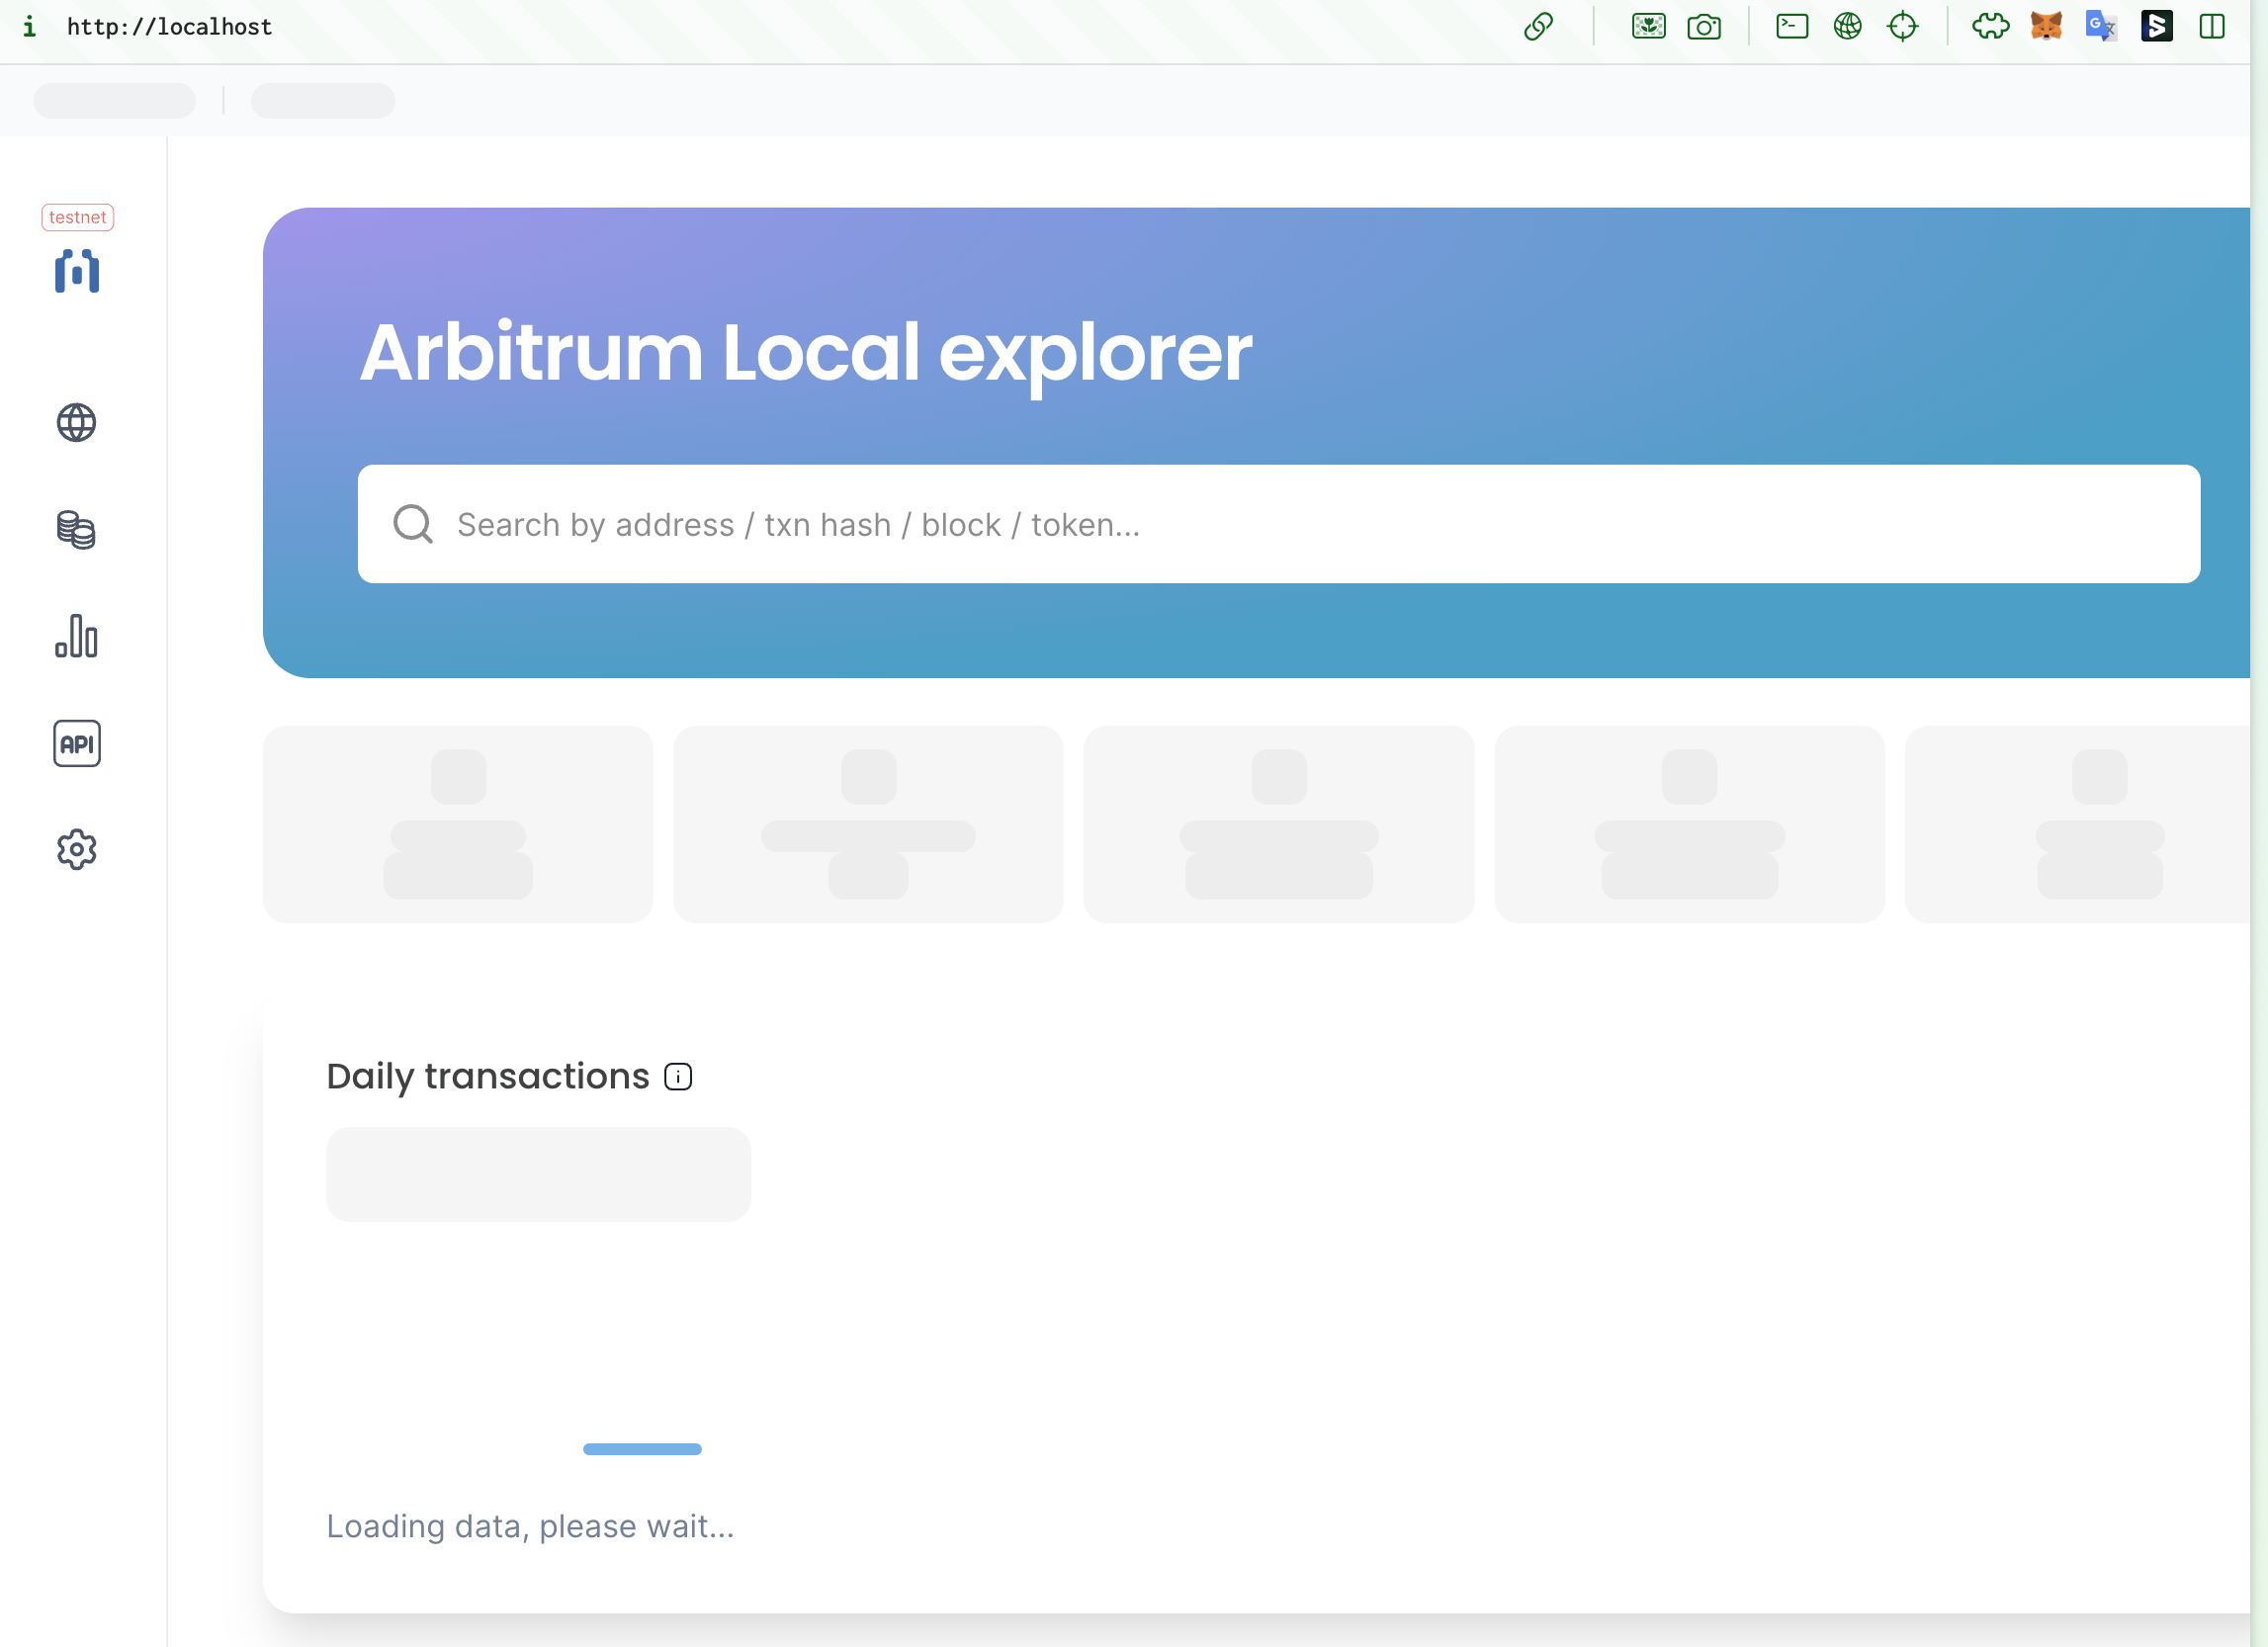 http://localhost
testnet
API
Arbitrum Local explorer
Search by address / txn hash / block / token...
Daily transactions
Loading data, please wait...